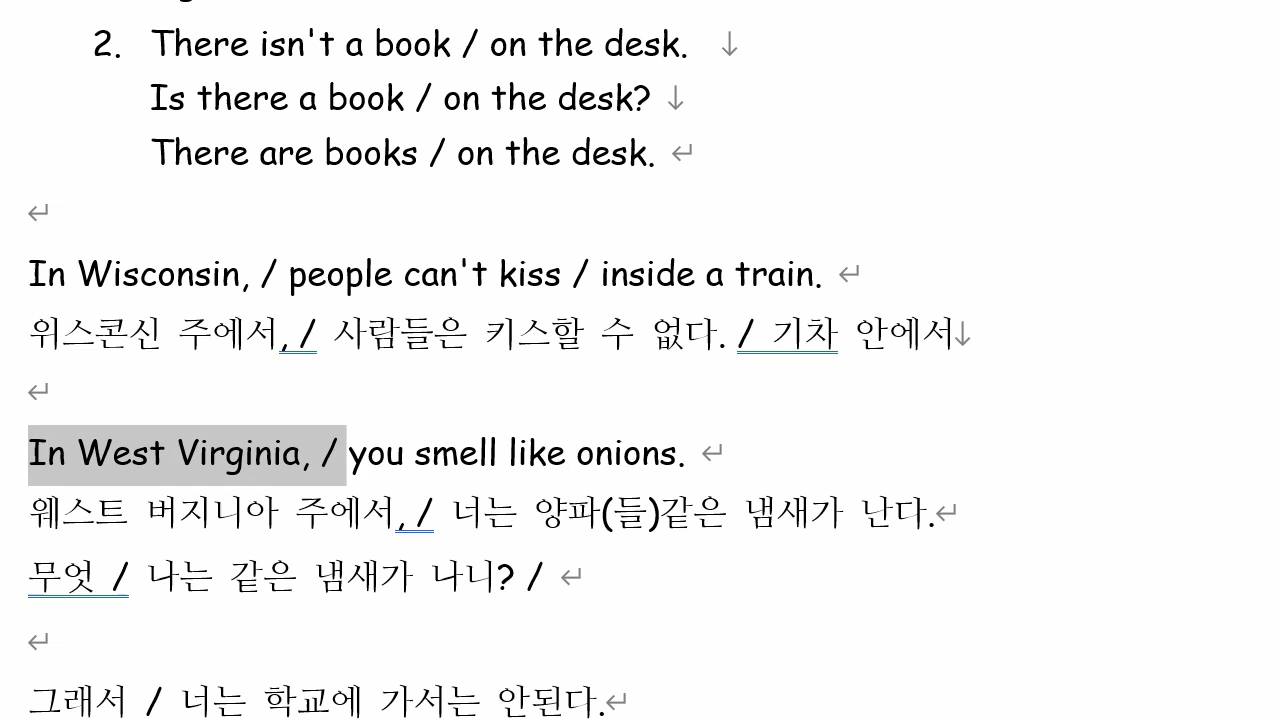 2. There isn't a book / on the desk. ↓
Is there a book / on the desk? ↓
There are books / on the desk. ↵
↵
In Wisconsin, / people can't kiss / inside a train. ↵
위스콘신 주에서, / 사람들은 키스할 수 없다. / 기차 안에서↓
↵
In West Virginia, / you smell like onions. ↵
웨스트 버지니아 주에서, / 너는 양파(들)같은 냄새가 난다.↵
무엇 / 나는 같은 냄새가 나니? / ↵
↵
그래서 / 너는 학교에 가서는 안된다.↵